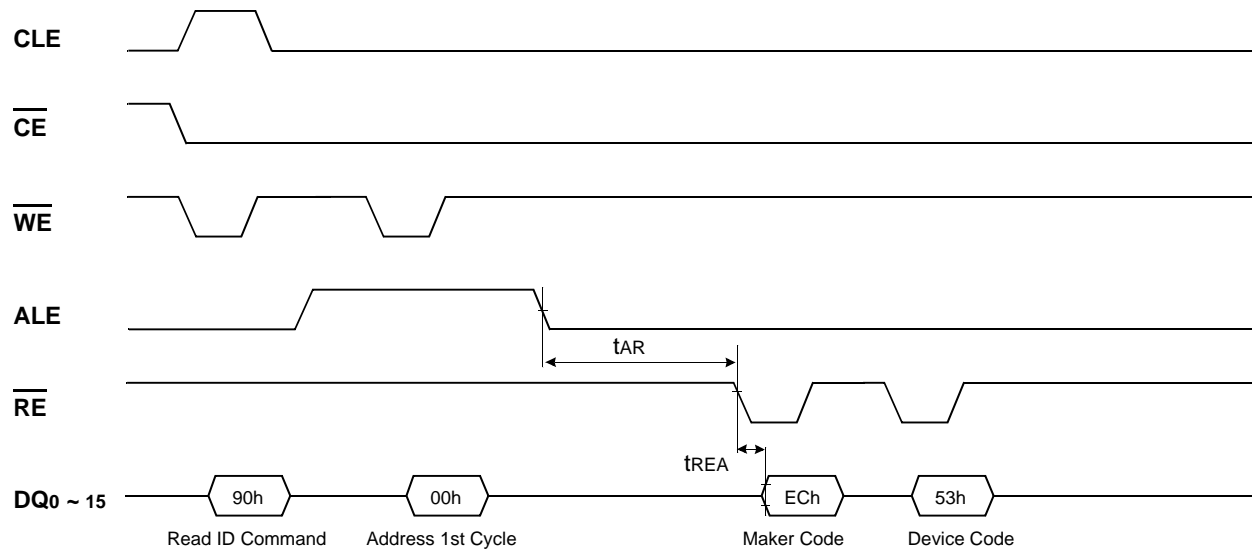 CLE
CE
WE
ALE
tAR
RE
tREA
DQ0 ~ 15
90h
00h
ECh
53h
Read ID Command
Address 1st Cycle
Maker Code
Device Code